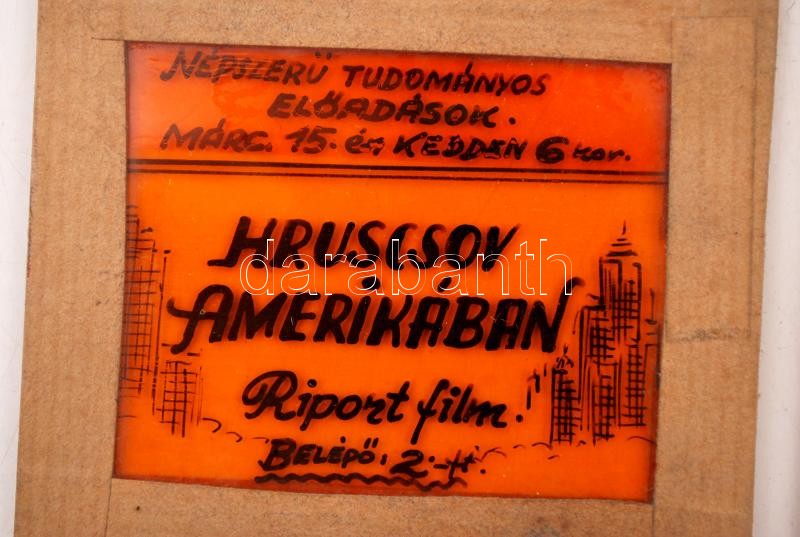 NÉPSZERŰ TUDOMÁNYOS
ELŐADÁSOK.
MÁRC. 15.-én KEDDEN 6 kor.
HRUSCSOV
darabanth
AMERIKÁBAN
Riport film.
BELÉPŐ: 2.-Ft.